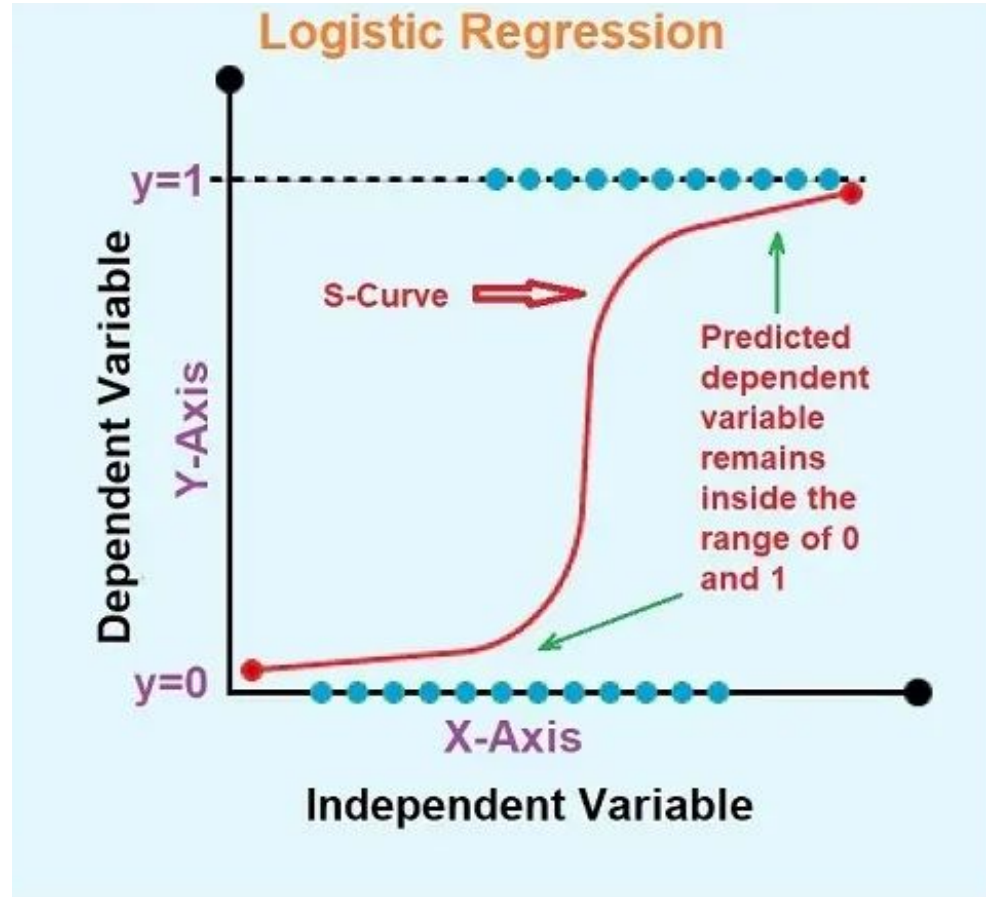 Logistic Regression
y=1
S-Curve
Predicted
dependent
variable
remains
inside the
range of 0
and 1
Dependent Variable
Y-Axis
y=0
X-Axis
Independent Variable